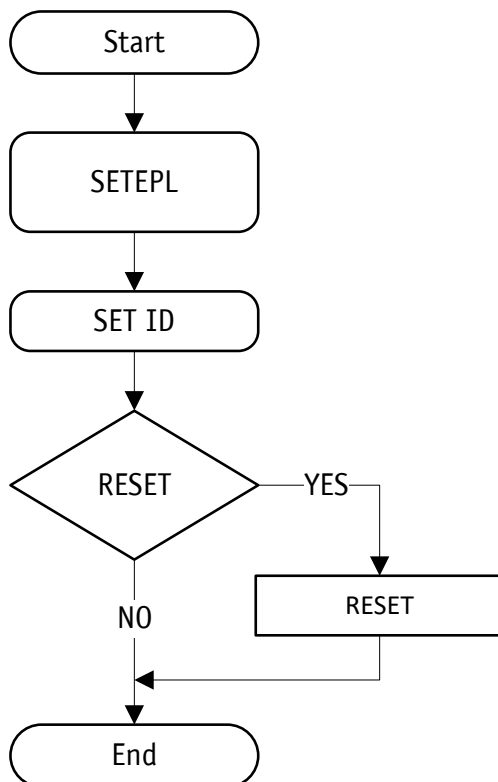 Start
SETEPL
SET ID
RESET
YES
RESET
NO
End